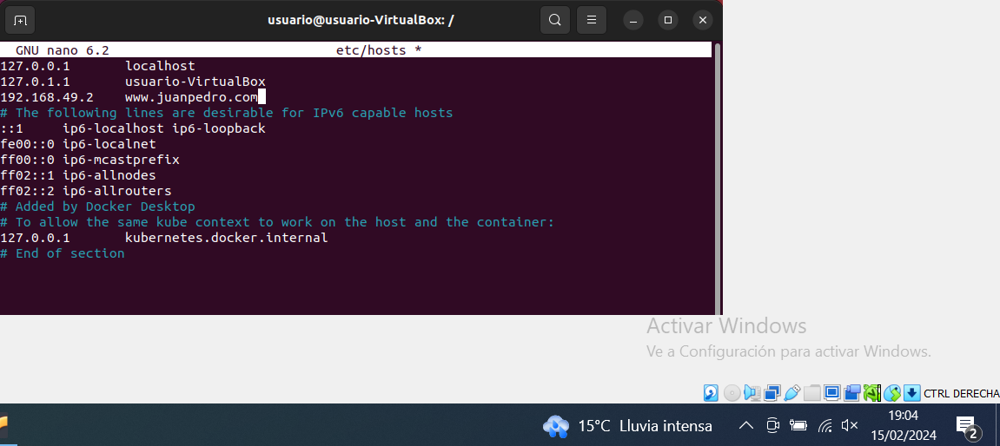 usuario@usuario-VirtualBox: /
GNU nano 6.2 etc/hosts *
127.0.0.1 localhost
127.0.1.1 usuario-VirtualBox
192.168.49.2 www.juanpedro.com
# The following lines are desirable for IPv6 capable hosts
::1 ip6-localhost ip6-loopback
fe00::0 ip6-localnet
ff00::0 ip6-mcastprefix
ff02::1 ip6-allnodes
ff02::2 ip6-allrouters
# Added by Docker Desktop
# To allow the same kube context to work on the host and the container:
127.0.0.1 kubernetes.docker.internal
# End of section
Activar Windows
Ve a Configuración para activar Windows.
CTRL DERECHA
15°C Lluvia intensa
19:04
15/02/2024
2